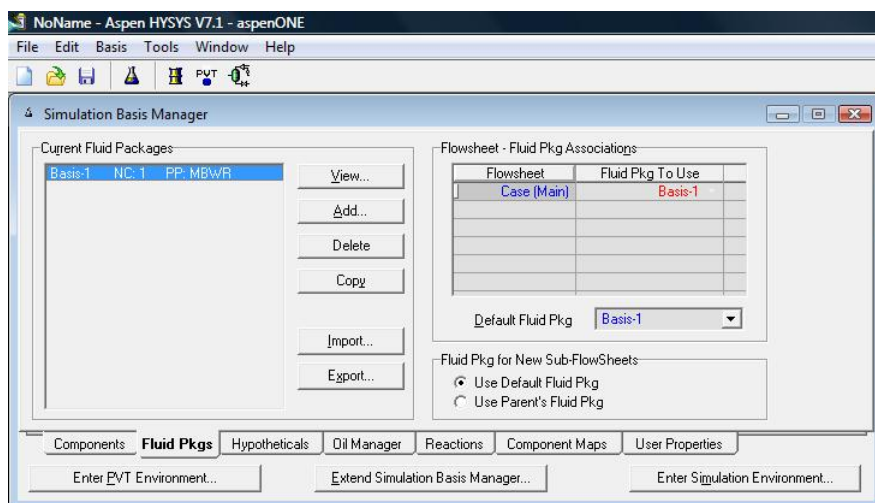 NoName - Aspen HYSYS V7.1 - aspenONE
File Edit Basis Tools Window Help
PVT
Simulation Basis Manager
Current Fluid Packages
Basis-1 NC: 1 PP: MBWR
View...
Add...
Delete
Copy
Import...
Export...
Flowsheet - Fluid Pkg Associations
Flowsheet Fluid Pkg To Use
Case (Main) Basis-1
Default Fluid Pkg Basis-1
Fluid Pkg for New Sub-FlowSheets
Use Default Fluid Pkg
Use Parent's Fluid Pkg
Components Fluid Pkgs Hypotheticals Oil Manager Reactions Component Maps User Properties
Enter PVT Environment... Extend Simulation Basis Manager... Enter Simulation Environment...